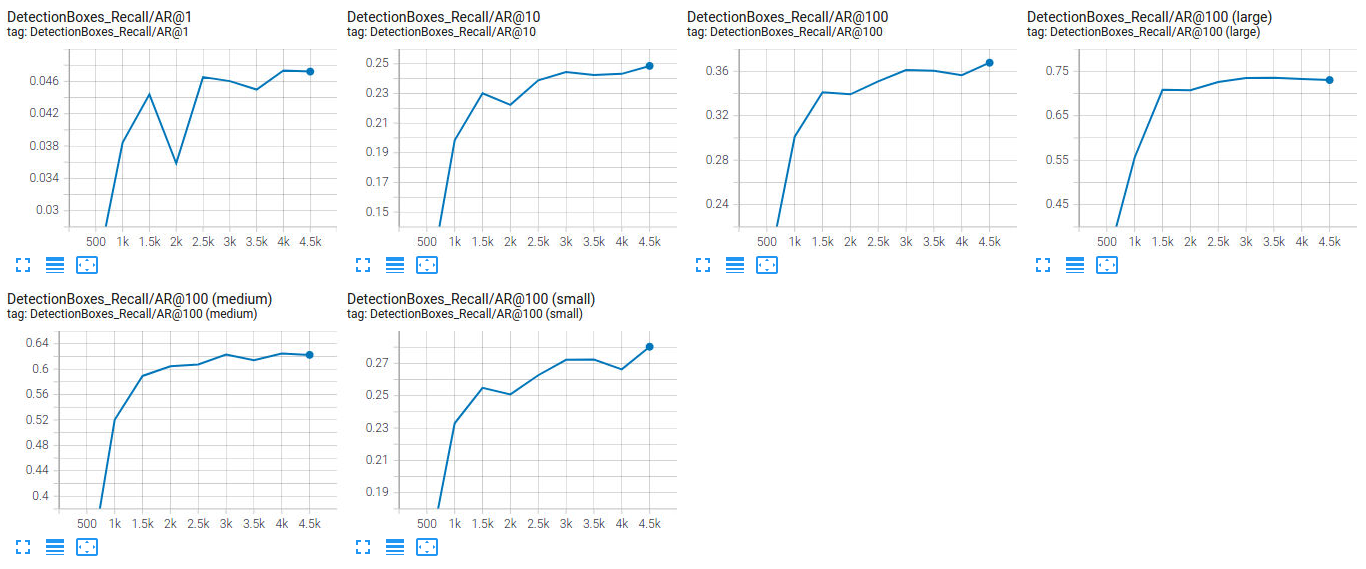 DetectionBoxes_Recall/AR@1
tag: DetectionBoxes_Recall/AR@1
0.046
0.042
0.038
0.034
0.03
500 1k 1.5k 2k 2.5k 3k 3.5k 4k 4.5k
DetectionBoxes_Recall/AR@10
tag: DetectionBoxes_Recall/AR@10
0.25
0.23
0.21
0.19
0.17
0.15
500 1k 1.5k 2k 2.5k 3k 3.5k 4k 4.5k
DetectionBoxes_Recall/AR@100
tag: DetectionBoxes_Recall/AR@100
0.36
0.32
0.28
0.24
500 1k 1.5k 2k 2.5k 3k 3.5k 4k 4.5k
DetectionBoxes_Recall/AR@100 (large)
tag: DetectionBoxes_Recall/AR@100 (large)
0.75
0.65
0.55
0.45
500 1k 1.5k 2k 2.5k 3k 3.5k 4k 4.5k
DetectionBoxes_Recall/AR@100 (medium)
tag: DetectionBoxes_Recall/AR@100 (medium)
0.64
0.6
0.56
0.52
0.48
0.44
0.4
500 1k 1.5k 2k 2.5k 3k 3.5k 4k 4.5k
DetectionBoxes_Recall/AR@100 (small)
tag: DetectionBoxes_Recall/AR@100 (small)
0.27
0.25
0.23
0.21
0.19
500 1k 1.5k 2k 2.5k 3k 3.5k 4k 4.5k